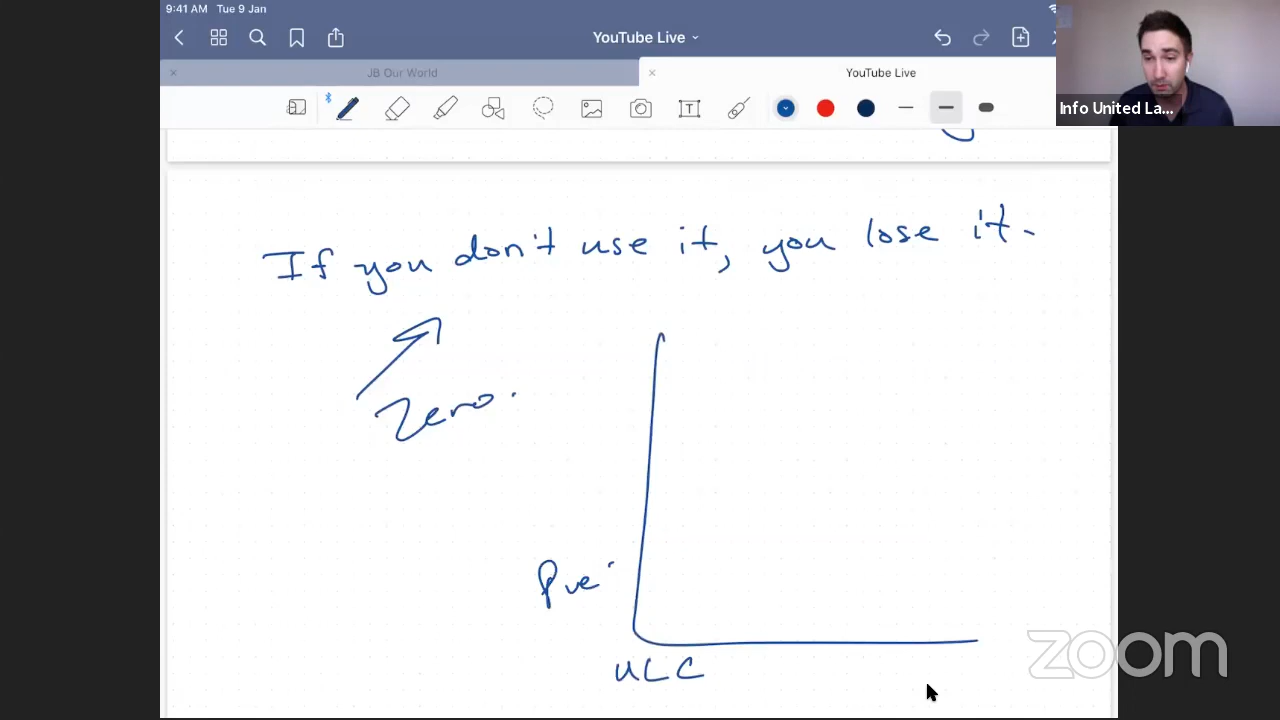 9:41 AM Tue 9 Jan
YouTube Live
JB Our World
YouTube Live
T
Info United La...
If you don't use it, you lose it.
Zero.
Pre
ULC
zoom